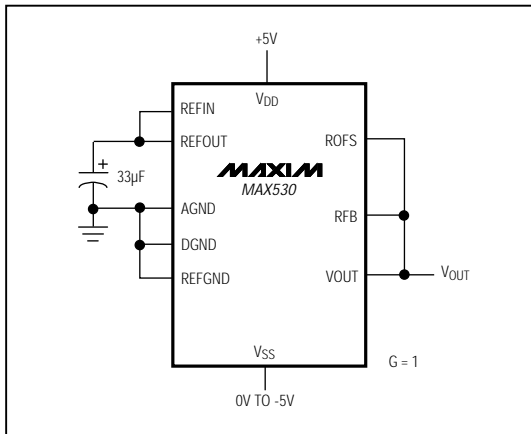 +5V
VDD
REFIN
REFOUT
ROFS
+
33µF
MAXIM
MAX530
AGND
RFB
DGND
REFGND
VOUT
VOUT
VSS
G = 1
0V TO -5V